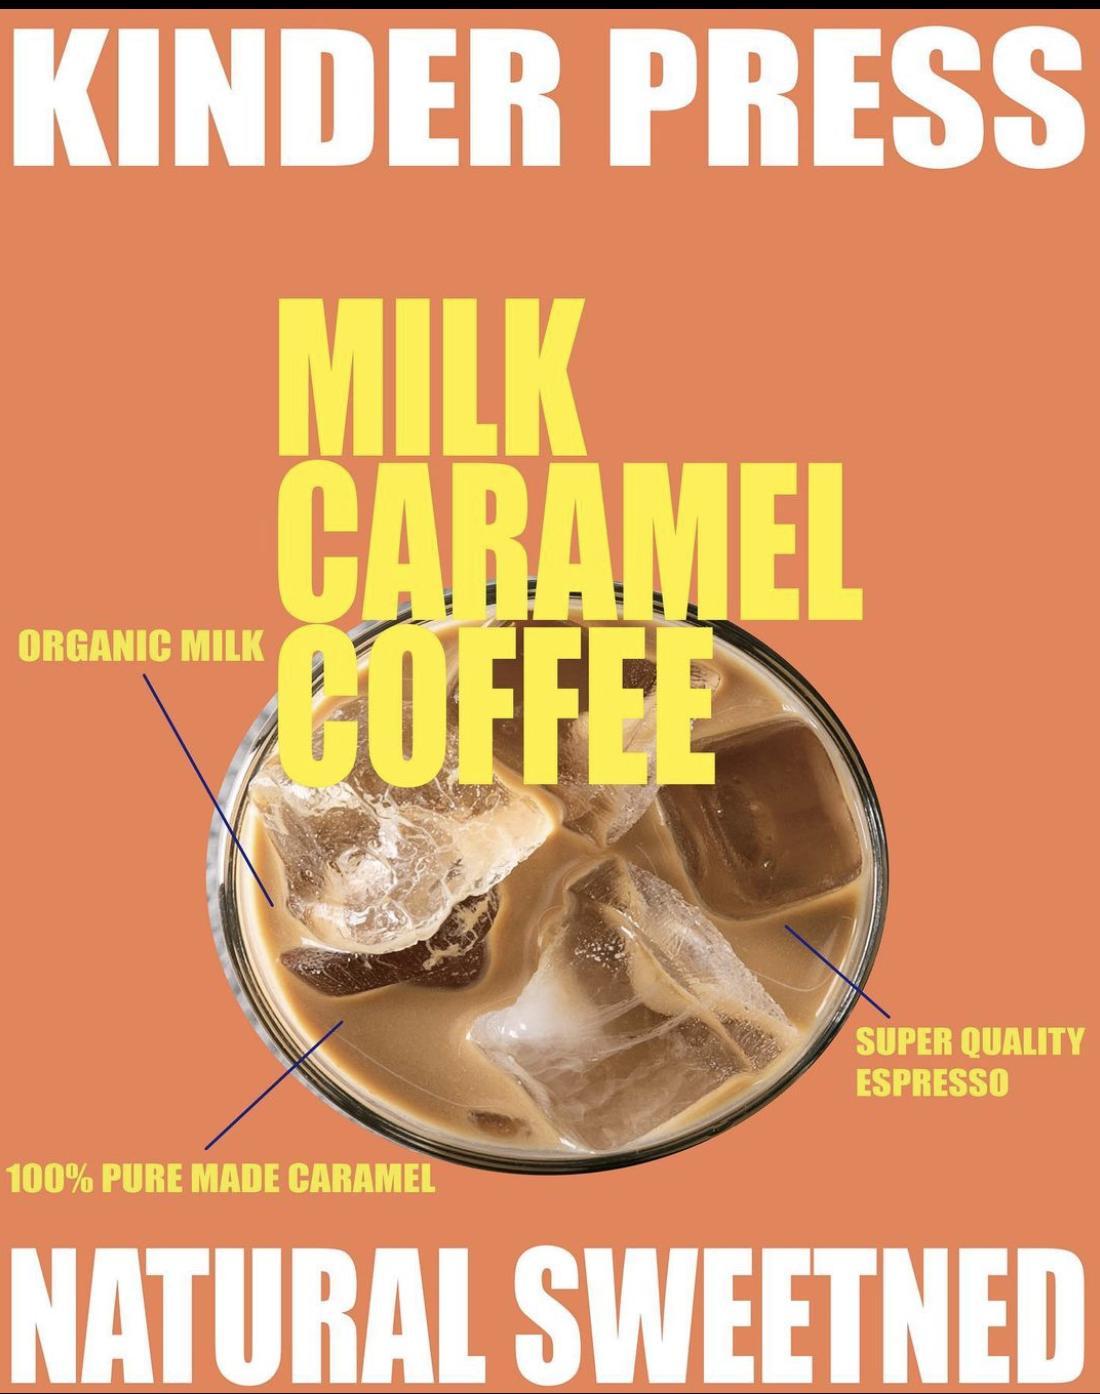 KINDER PRESS
MILK
CARAMEL
COFFEE
ORGANIC MILK
SUPER QUALITY
ESPRESSO
100% PURE MADE CARAMEL
NATURAL SWEETNED